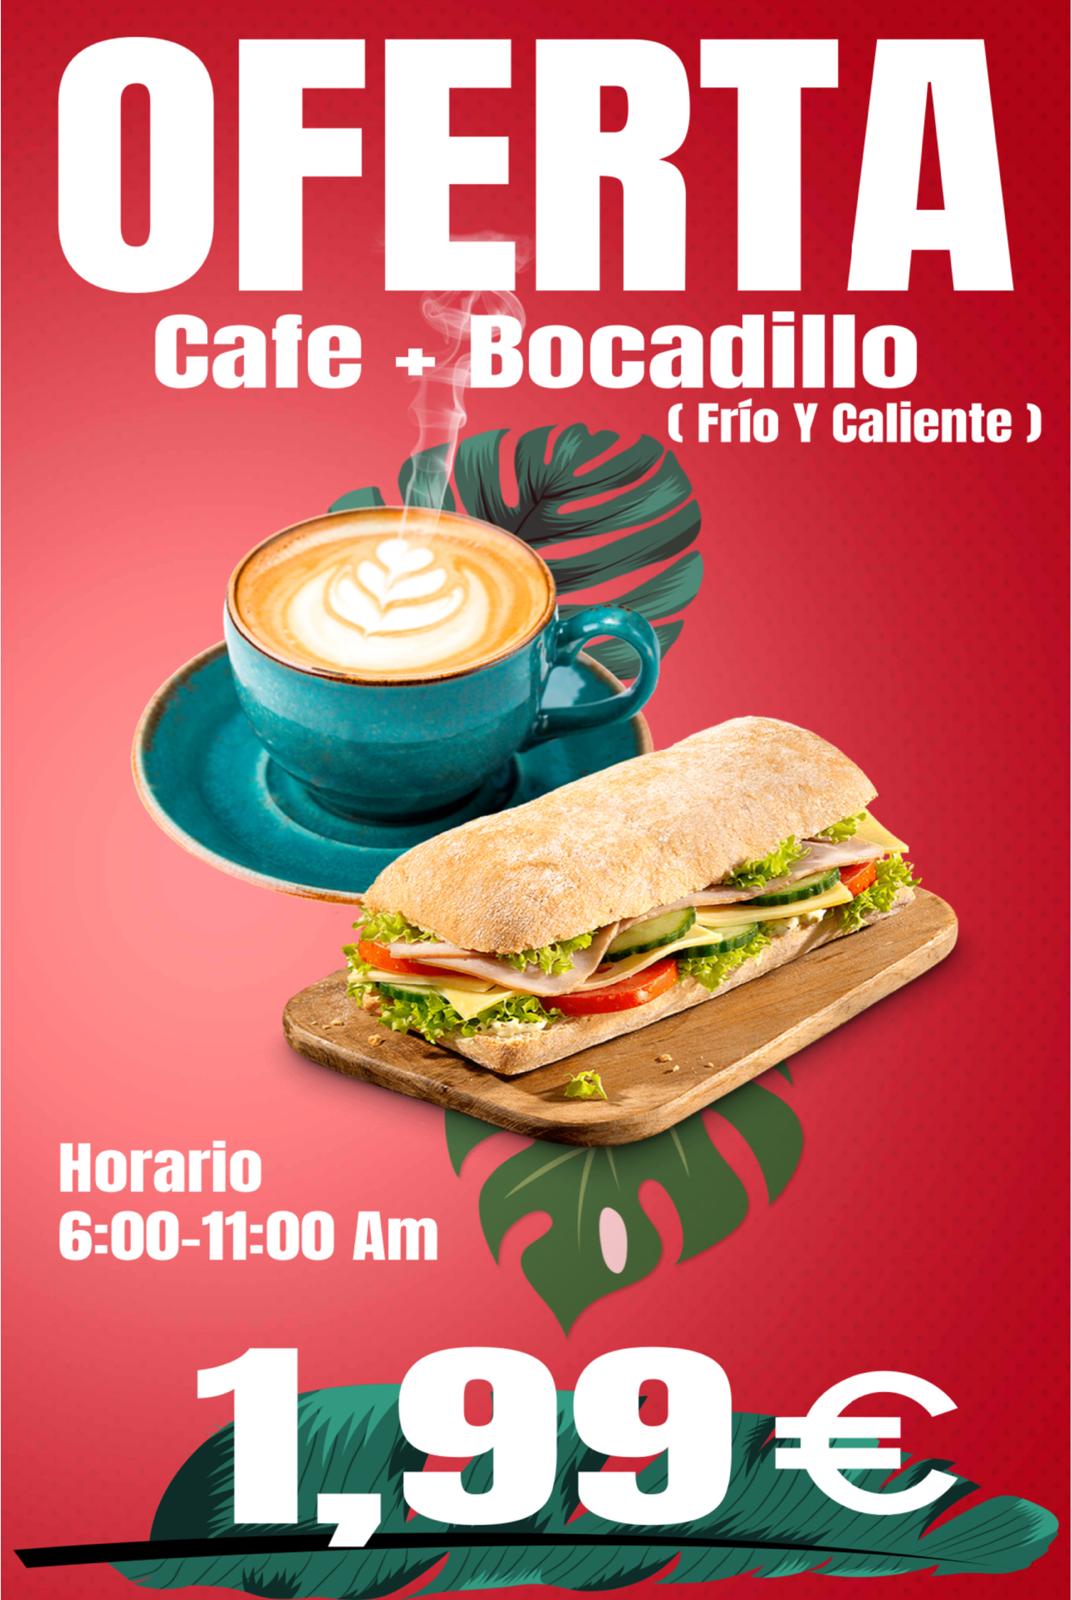 OFERTA
Cafe + Bocadillo
( Frío Y Caliente )
Horario
6:00-11:00 Am
1,99 €